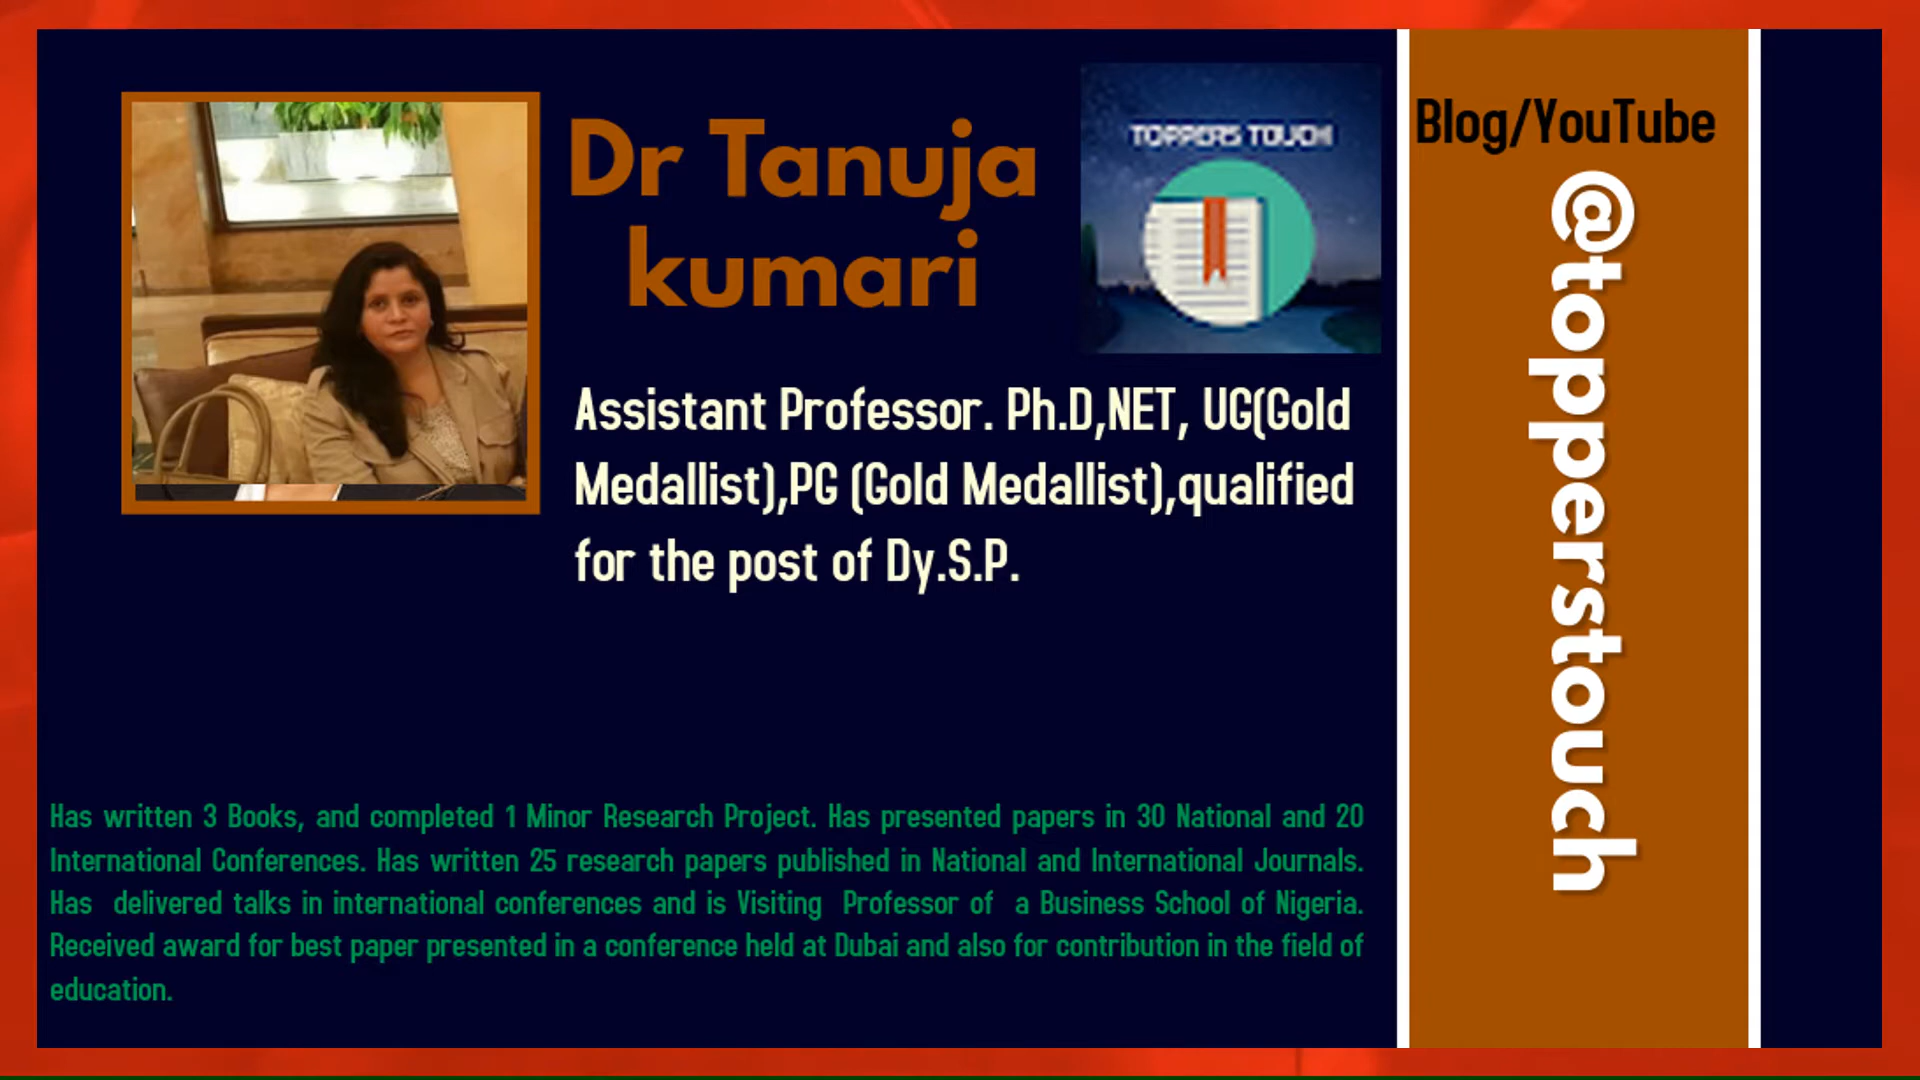 Dr Tanuja
kumari
TOPPERS TOUCH
Assistant Professor. Ph.D,NET, UG(Gold
Medallist),PG (Gold Medallist),qualified
for the post of Dy.S.P.
Has written 3 Books, and completed 1 Minor Research Project. Has presented papers in 30 National and 20
International Conferences. Has written 25 research papers published in National and International Journals.
Has delivered talks in international conferences and is Visiting Professor of a Business School of Nigeria.
Received award for best paper presented in a conference held at Dubai and also for contribution in the field of
education.
Blog/YouTube
@topperstouch